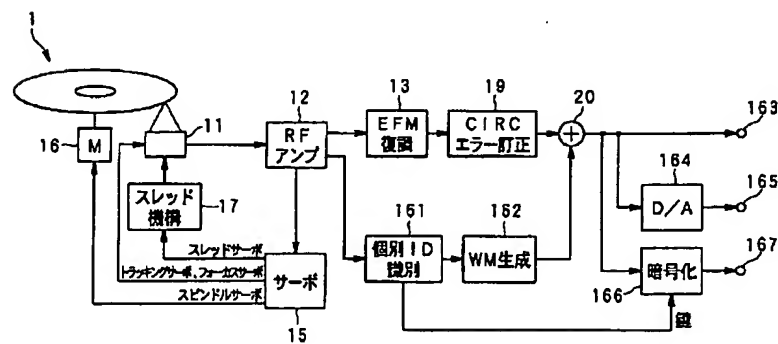 1
12
13
19
20
163
16
M
11
RF
アンプ
EFM
復調
CIRC
エラー訂正
164
165
スレッド
機構
17
161
162
D/A
スレッドサーボ
個別ID
識別
WM生成
167
トラッキングサーボ、フォーカスサーボ
サーボ
暗号化
スピンドルサーボ
166
鍵
15